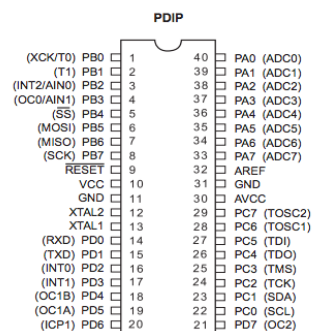 PDIP
(XCK/T0) PB0 1 40 PA0 (ADC0)
(T1) PB1 2 39 PA1 (ADC1)
(INT2/AIN0) PB2 3 38 PA2 (ADC2)
(OC0/AIN1) PB3 4 37 PA3 (ADC3)
(SS) PB4 5 36 PA4 (ADC4)
(MOSI) PB5 6 35 PA5 (ADC5)
(MISO) PB6 7 34 PA6 (ADC6)
(SCK) PB7 8 33 PA7 (ADC7)
RESET 9 32 AREF
VCC 10 31 GND
GND 11 30 AVCC
XTAL2 12 29 PC7 (TOSC2)
XTAL1 13 28 PC6 (TOSC1)
(RXD) PD0 14 27 PC5 (TDI)
(TXD) PD1 15 26 PC4 (TDO)
(INT0) PD2 16 25 PC3 (TMS)
(INT1) PD3 17 24 PC2 (TCK)
(OC1B) PD4 18 23 PC1 (SDA)
(OC1A) PD5 19 22 PC0 (SCL)
(ICP1) PD6 20 21 PD7 (OC2)